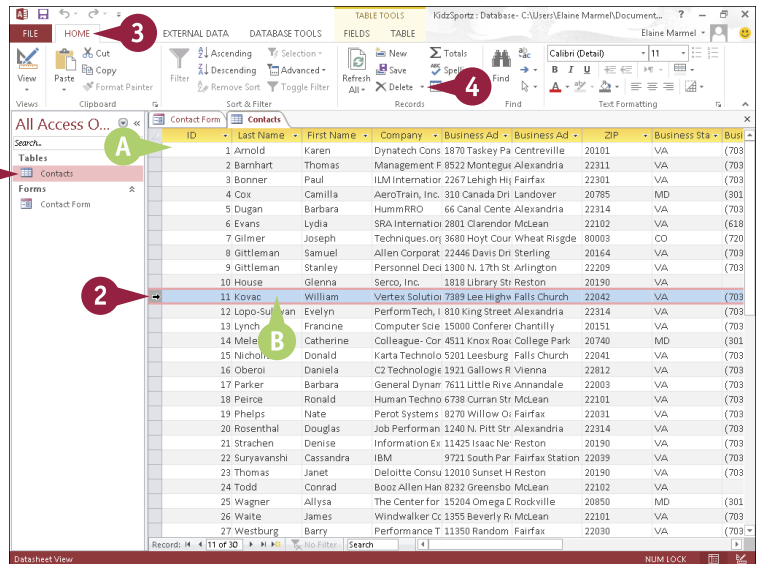 TABLE TOOLS KidzSportz : Database- C:\Users\Elaine Marmel\Document... ?
FILE HOME EXTERNAL DATA DATABASE TOOLS FIELDS TABLE Elaine Marmel
3
View
Paste
Cut
Copy
Format Painter
Filter
Ascending
Descending
Remove Sort
Selection
Advanced
Toggle Filter
Refresh All
New
Save
Delete
Totals
Find
Calibri (Detail) 11
B I U
4
Views Clipboard Sort & Filter Records Find Text Formatting
All Access O...
Search..
Tables
Contacts
Forms
Contact Form
Contact Form Contacts
A
ID Last Name First Name Company Business Ad Business Ad ZIP Business Sta Busi
1 Arnold Karen Dynatech Cons 1870 Taskey Pa Centreville 20101 VA (703
2 Barnhart Thomas Management F 8522 Montegue Alexandria 22311 VA (703
3 Bonner Paul ILM Internatior 2267 Lehigh Hig Fairfax 22301 VA (703
4 Cox Camilla AeroTrain, Inc. 310 Canada Dri Landover 20785 MD (301
5 Dugan Barbara HummRRO 66 Canal Cente Alexandria 22314 VA (703
6 Evans Lydia SRA Internation 2801 Clarendor McLean 22102 VA (618
7 Gilmer Joseph Techniques.org 3680 Hoyt Cour Wheat Risgde 80003 CO (720
8 Gittleman Samuel Allen Corporat 22446 Davis Dri Sterling 20164 VA (703
9 Gittleman Stanley Personnel Deci 1300 N. 17th St Arlington 22209 VA (703
10 House Glenna Serco, Inc. 1818 Library Str Reston 20190 VA
2
11 Kovac William Vertex Solution 7389 Lee Highw Falls Church 22042 VA (703
12 Evelyn PerformTech, I 810 King Street Alexandria 22314 VA (703
13 Lynch Francine Computer Scie 15000 Conferer Chantilly 20151 VA (703
14 Catherine Colleague- Cor 4511 Knox Road College Park 20740 MD (301
B
15 Donald Karta Technolo 5201 Leesburg Falls Church 22041 VA (703
16 Oberoi Daniela C2 Technologie 1921 Gallows R Vienna 22812 VA (703
17 Parker Barbara General Dynam 7611 Little Rive Annandale 22003 VA (703
18 Peirce Ronald Human Techno 6738 Curran Str McLean 22101 VA (703
19 Phelps Nate Perot Systems 8270 Willow Oa Fairfax 22031 VA (703
20 Rosenthal Douglas Job Performan 1240 N. Pitt Str Alexandria 22314 VA (703
21 Strachen Denise Information Ex 11425 Isaac Ne Reston 20190 VA (703
22 Suryavanshi Cassandra IBM 9721 South Par Fairfax Station 22039 VA (703
23 Thomas Janet Deloitte Consu 12010 Sunset H Reston 20190 VA (703
24 Todd Conrad Booz Allen Han 8232 Greensbo McLean 22102 VA
25 Wagner Allysa The Center for 15204 Omega D Rockville 20850 MD (301
26 Waite James Windwalker Co 1355 Beverly R McLean 22101 VA (703
27 Westburg Barry Performance T 11350 Random Fairfax 22030 VA (703
Record: 11 of 30 No Filter Search
Datasheet View NUM LOCK